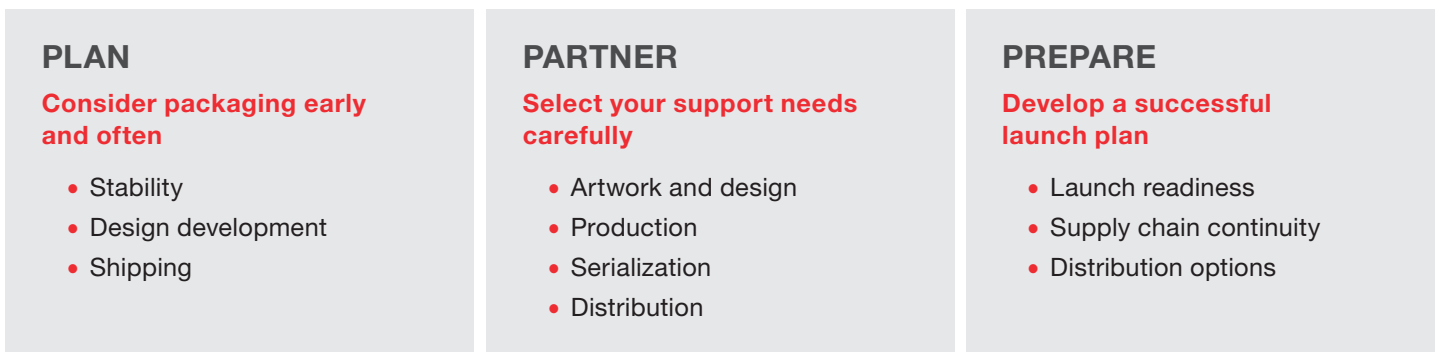 PLAN
Consider packaging early
and often
• Stability
• Design development
• Shipping
PARTNER
Select your support needs
carefully
• Artwork and design
• Production
• Serialization
• Distribution
PREPARE
Develop a successful
launch plan
• Launch readiness
• Supply chain continuity
• Distribution options